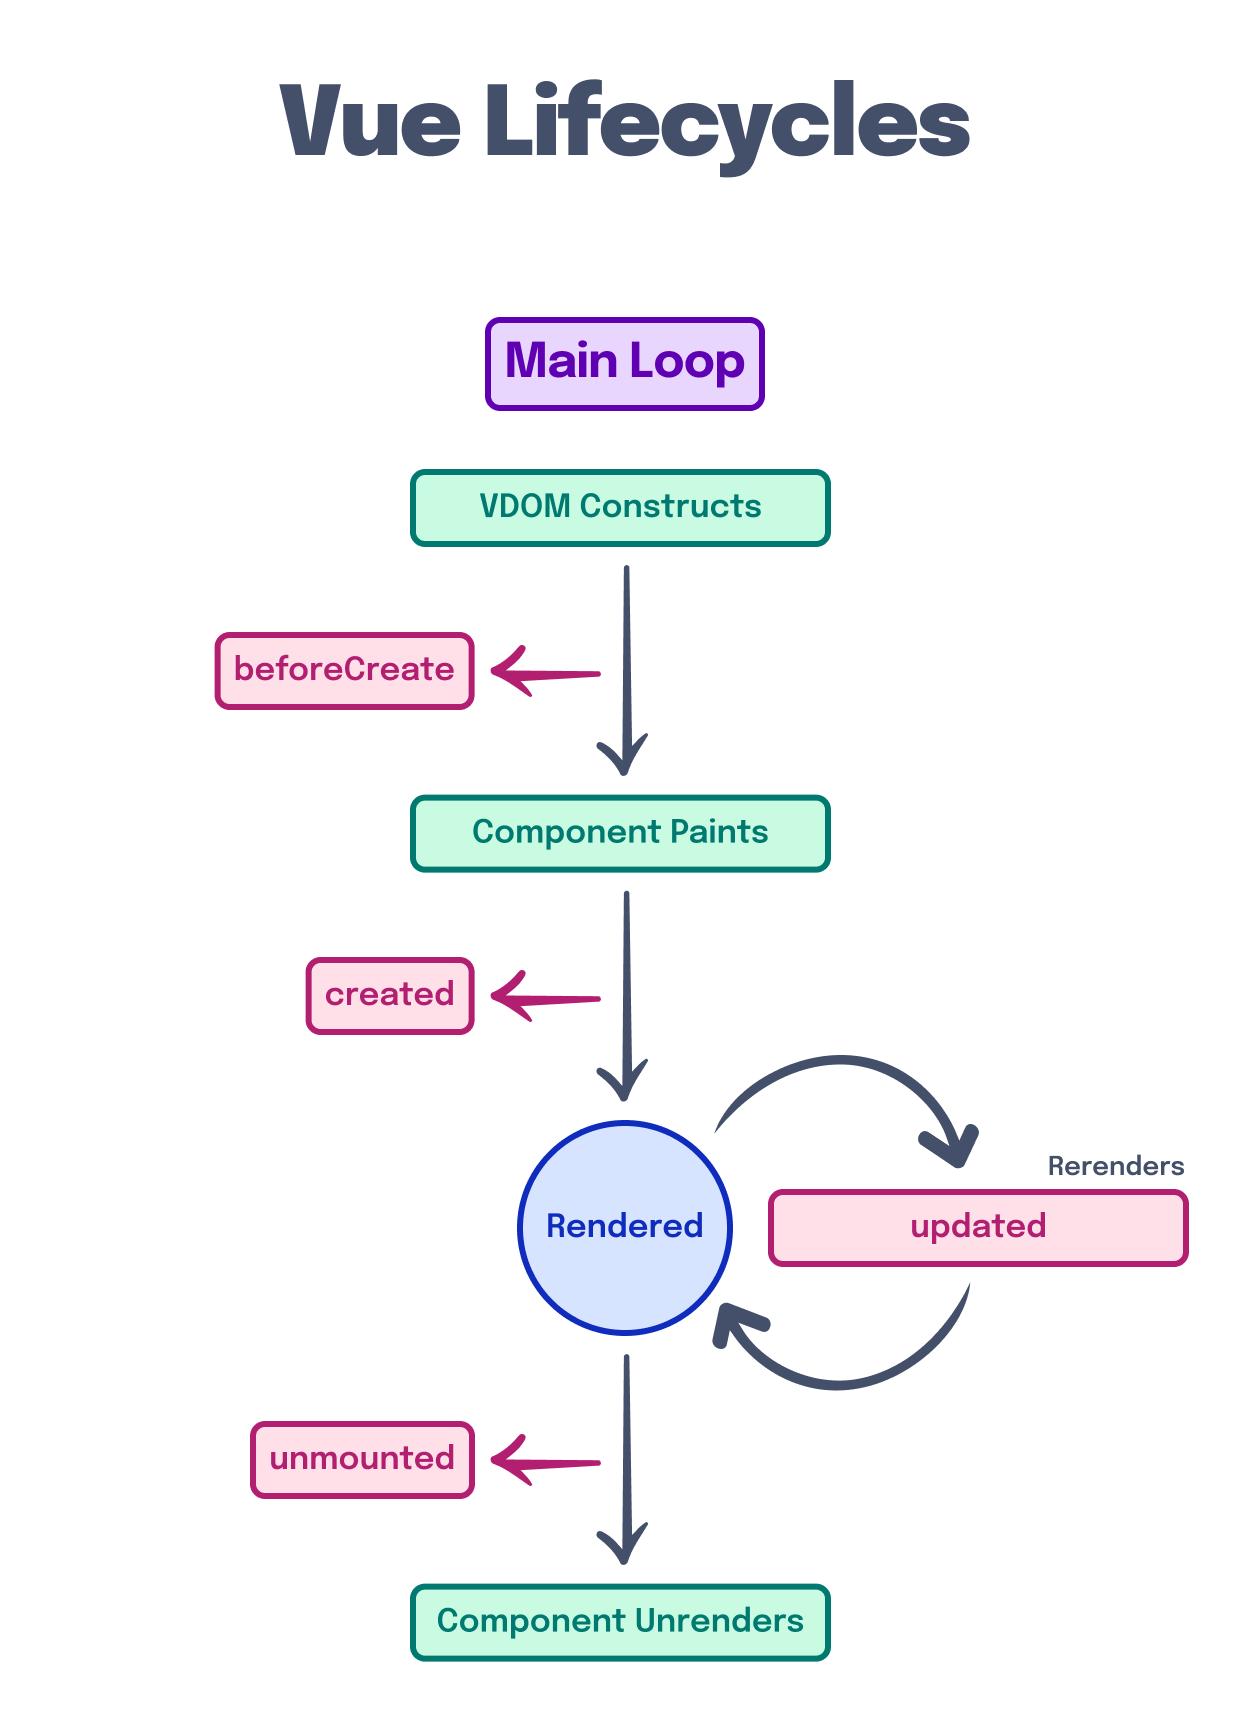 Vue Lifecycles
Main Loop
VDOM Constructs
beforeCreate
Component Paints
created
Rerenders
Rendered
updated
unmounted
Component Unrenders